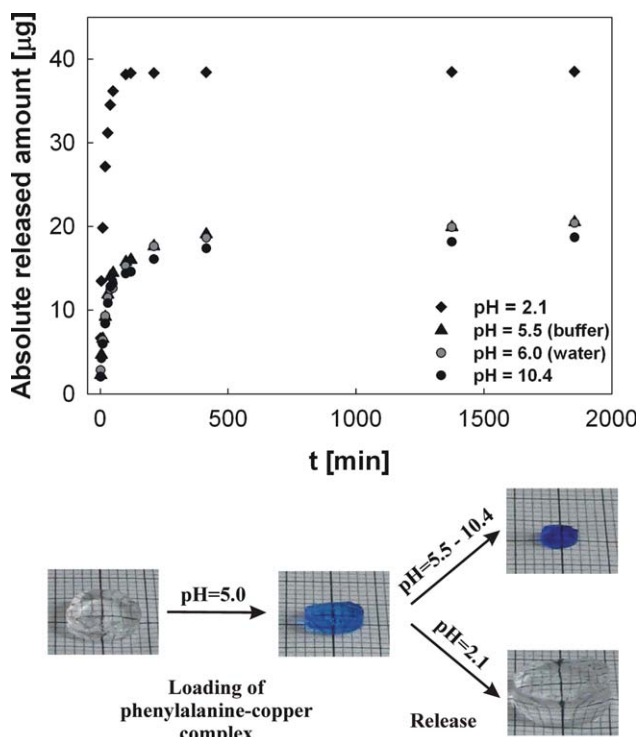 Absolute released amount [μg]
40
30
20
10
0
pH = 2.1
pH = 5.5 (buffer)
pH = 6.0 (water)
pH = 10.4
0 500 1000 1500 2000
t [min]
pH=5.0
pH=5.5 - 10.4
pH=2.1
Loading of
phenylalanine-copper
complex
Release